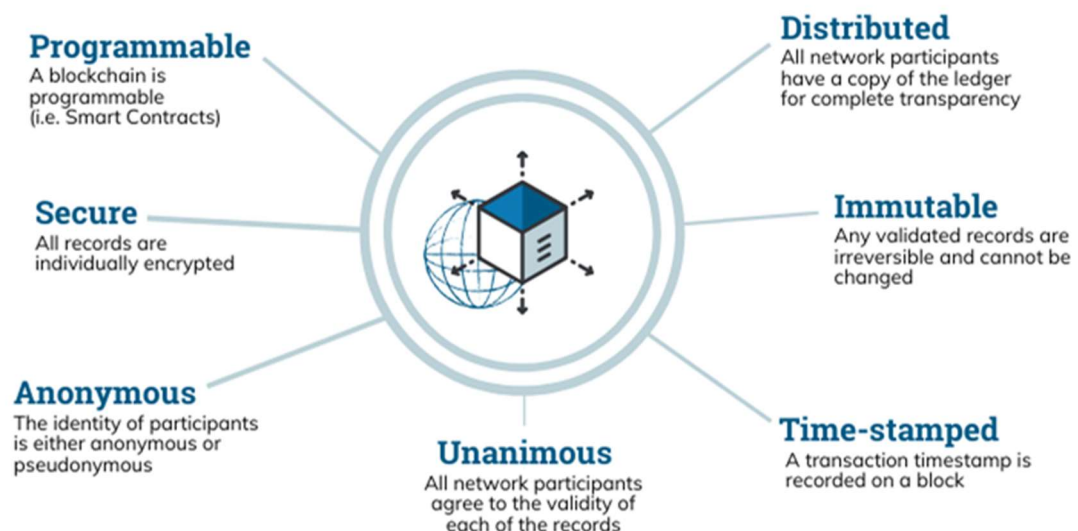 Programmable
A blockchain is
programmable
(i.e. Smart Contracts)
Secure
All records are
individually encrypted
Anonymous
The identity of participants
is either anonymous or
pseudonymous
Unanimous
All network participants
agree to the validity of
each of the records
Distributed
All network participants
have a copy of the ledger
for complete transparency
Immutable
Any validated records are
irreversible and cannot be
changed
Time-stamped
A transaction timestamp is
recorded on a block